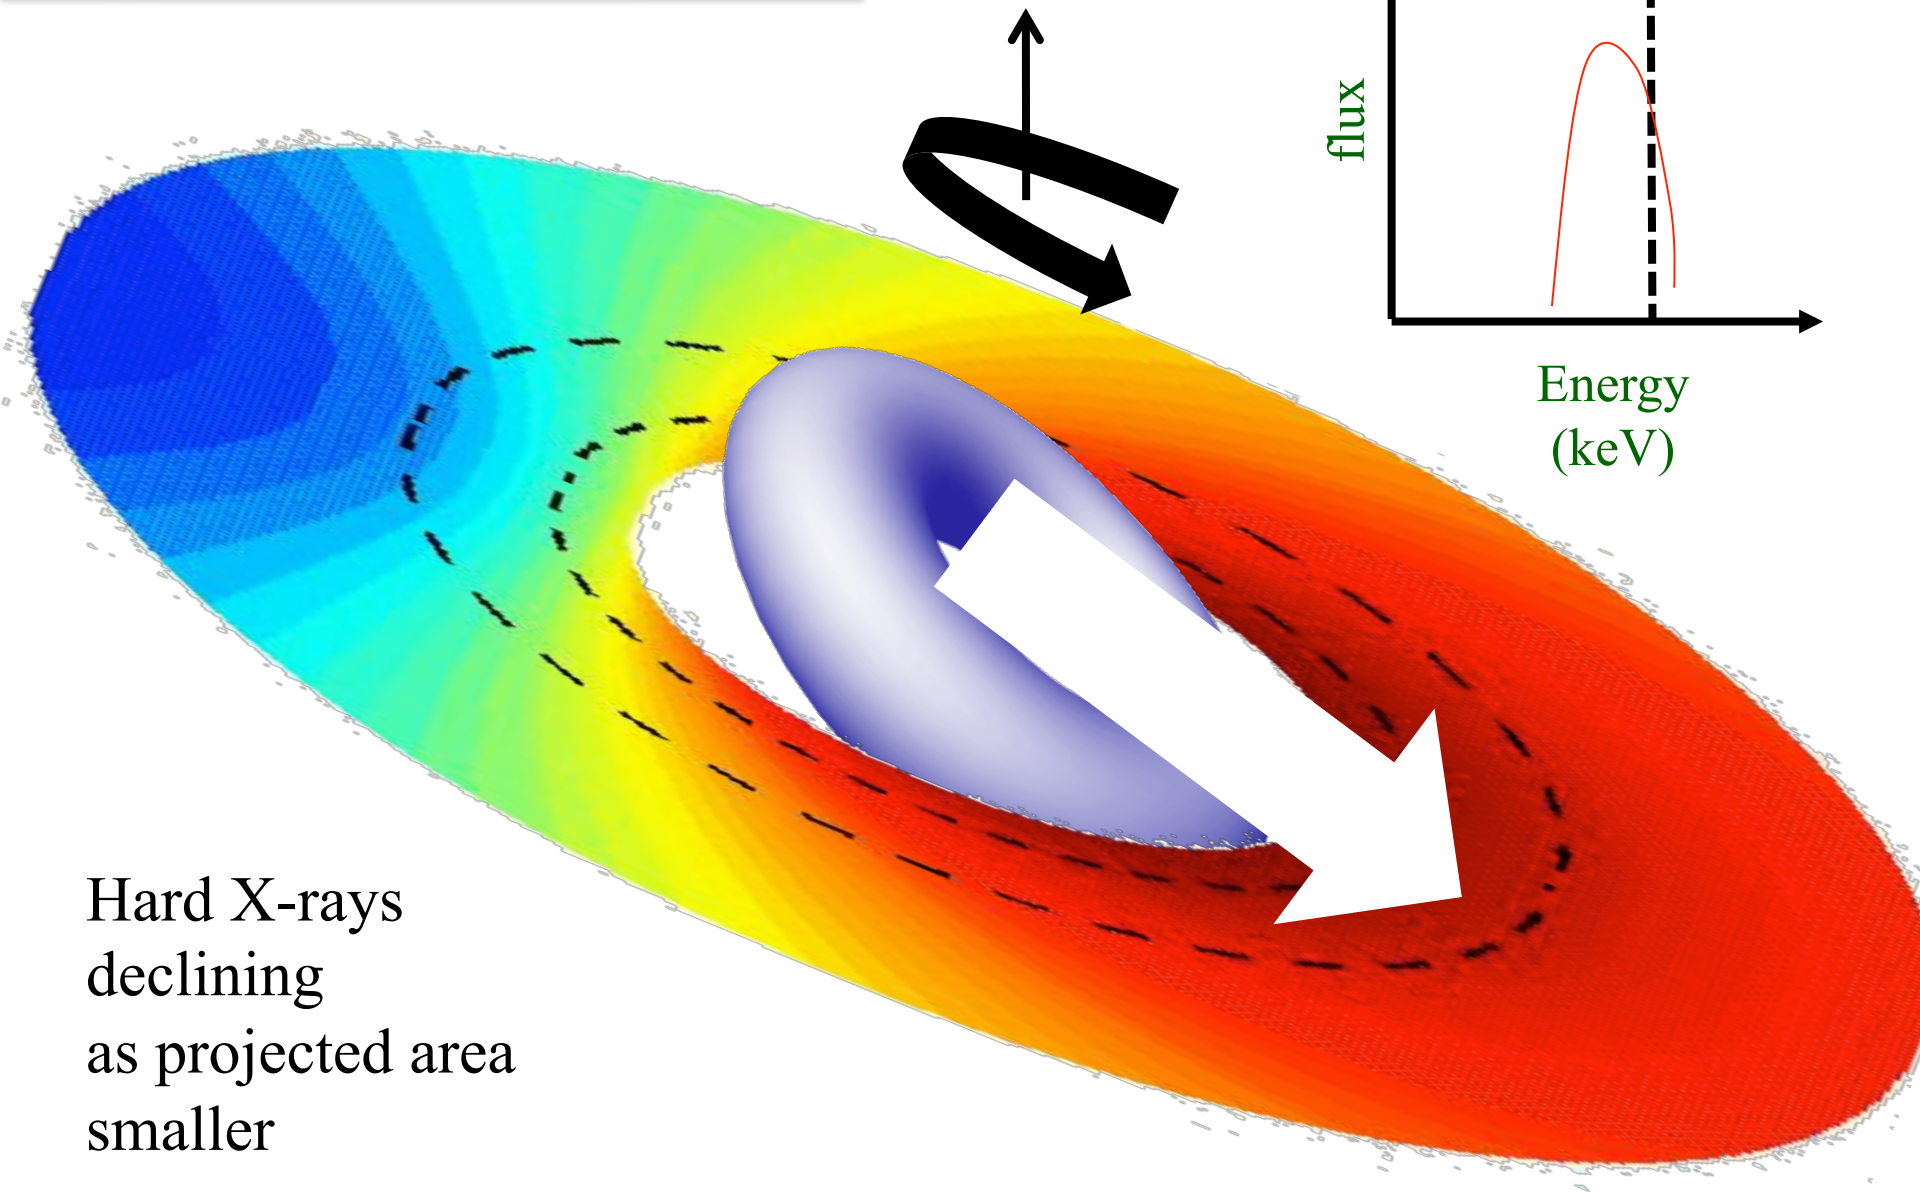 flux
Energy
(keV)
Hard X-rays
declining
as projected area
smaller